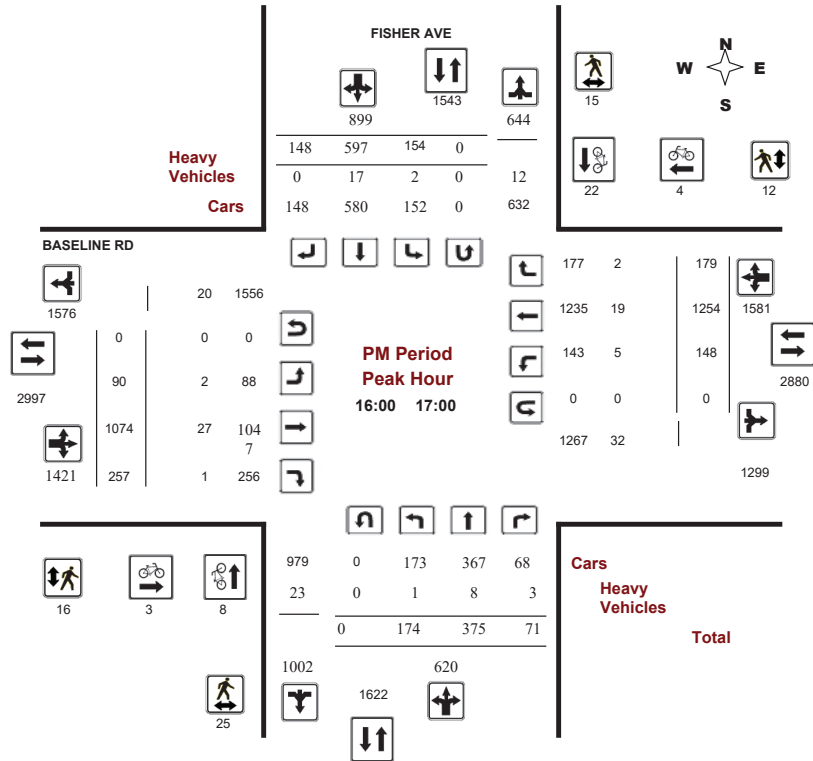 FISHER AVE
N
W E
S
1543
15
899 644
148 597 154 0
Heavy
Vehicles
0 17 2 0 12
22 4 12
Cars
148 580 152 0 632
BASELINE RD
177 2 179
20 1556
1576
1235 19 1254 1581
0 0 0
PM Period
Peak Hour
143 5 148
2997
90 2 88
2880
16:00 17:00
0 0 0
1074 27 104
7
1267 32
1421 257 1 256
1299
979 0 173 367 68 Cars
23 0 1 8 3 Heavy
Vehicles
16 3 8
0 174 375 71 Total
1002 620
1622
25